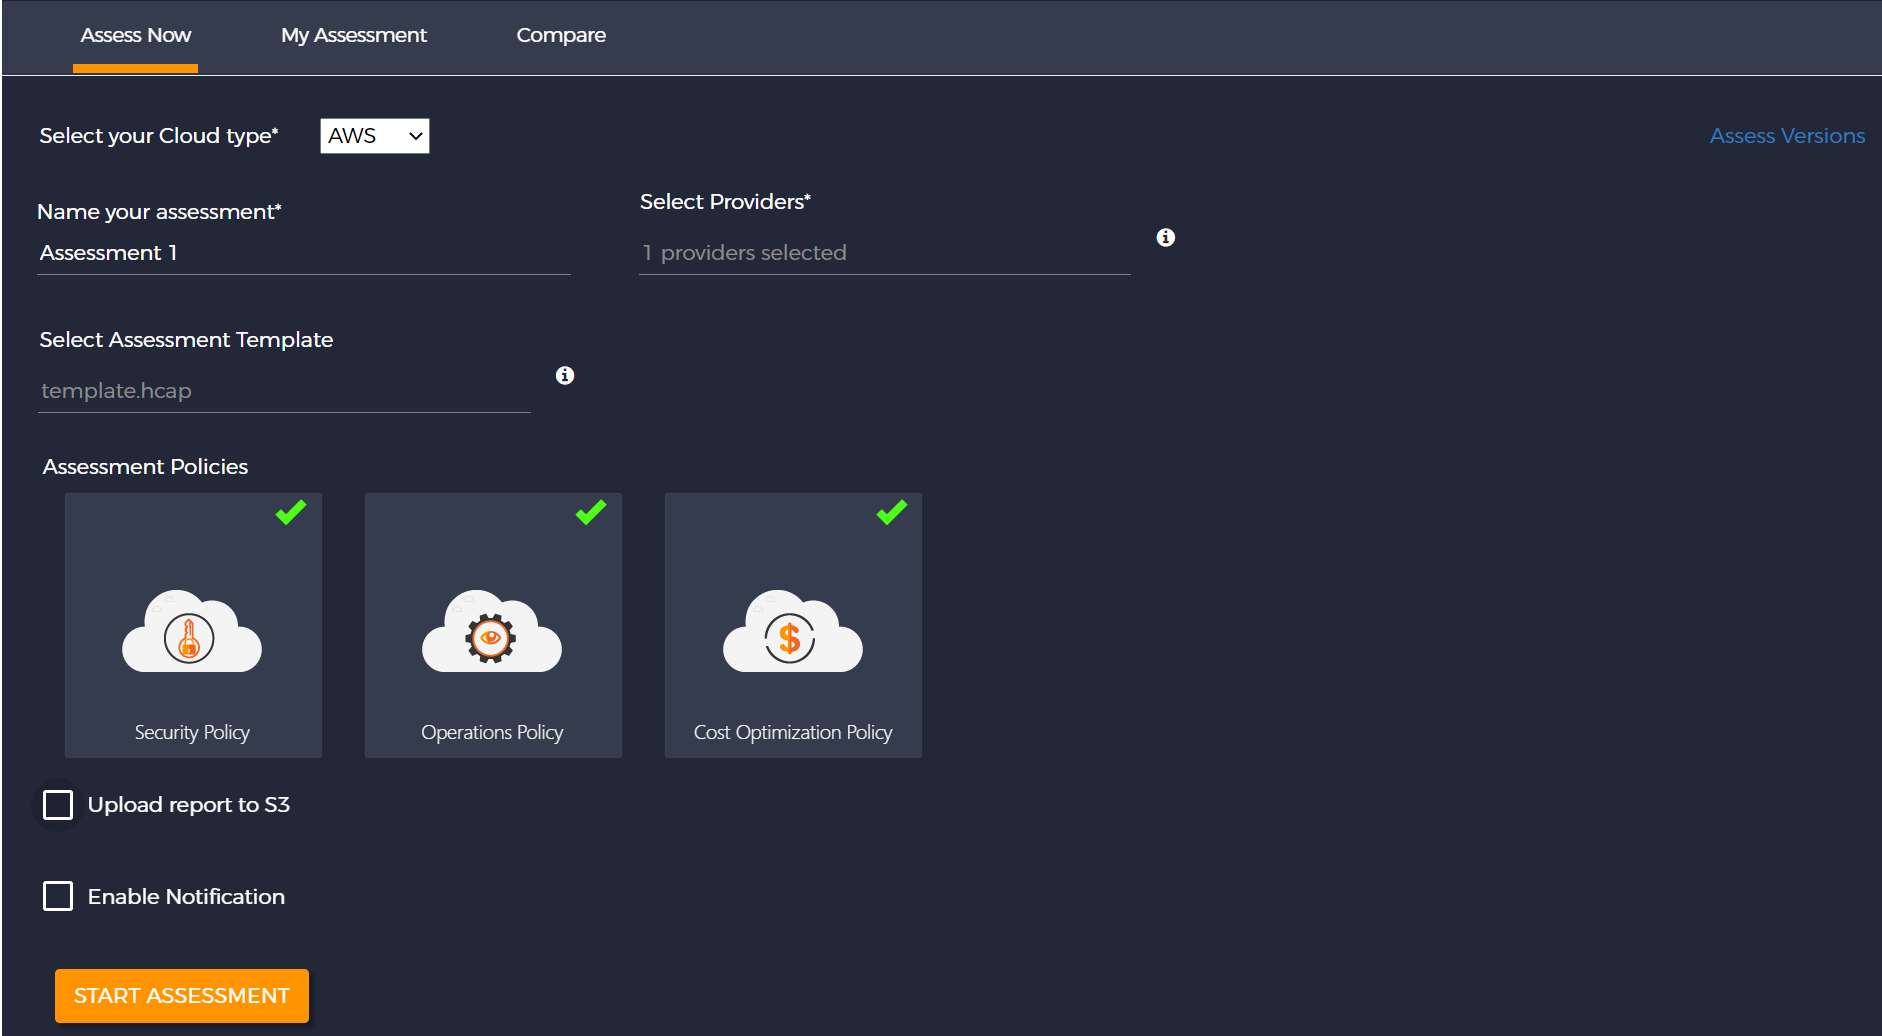 Assess Now My Assessment Compare
Select your Cloud type* AWS Assess Versions
Name your assessment* Select Providers*
Assessment 1 1 providers selected
Select Assessment Template
template.hcap
Assessment Policies
Security Policy Operations Policy Cost Optimization Policy
Upload report to S3
Enable Notification
START ASSESSMENT